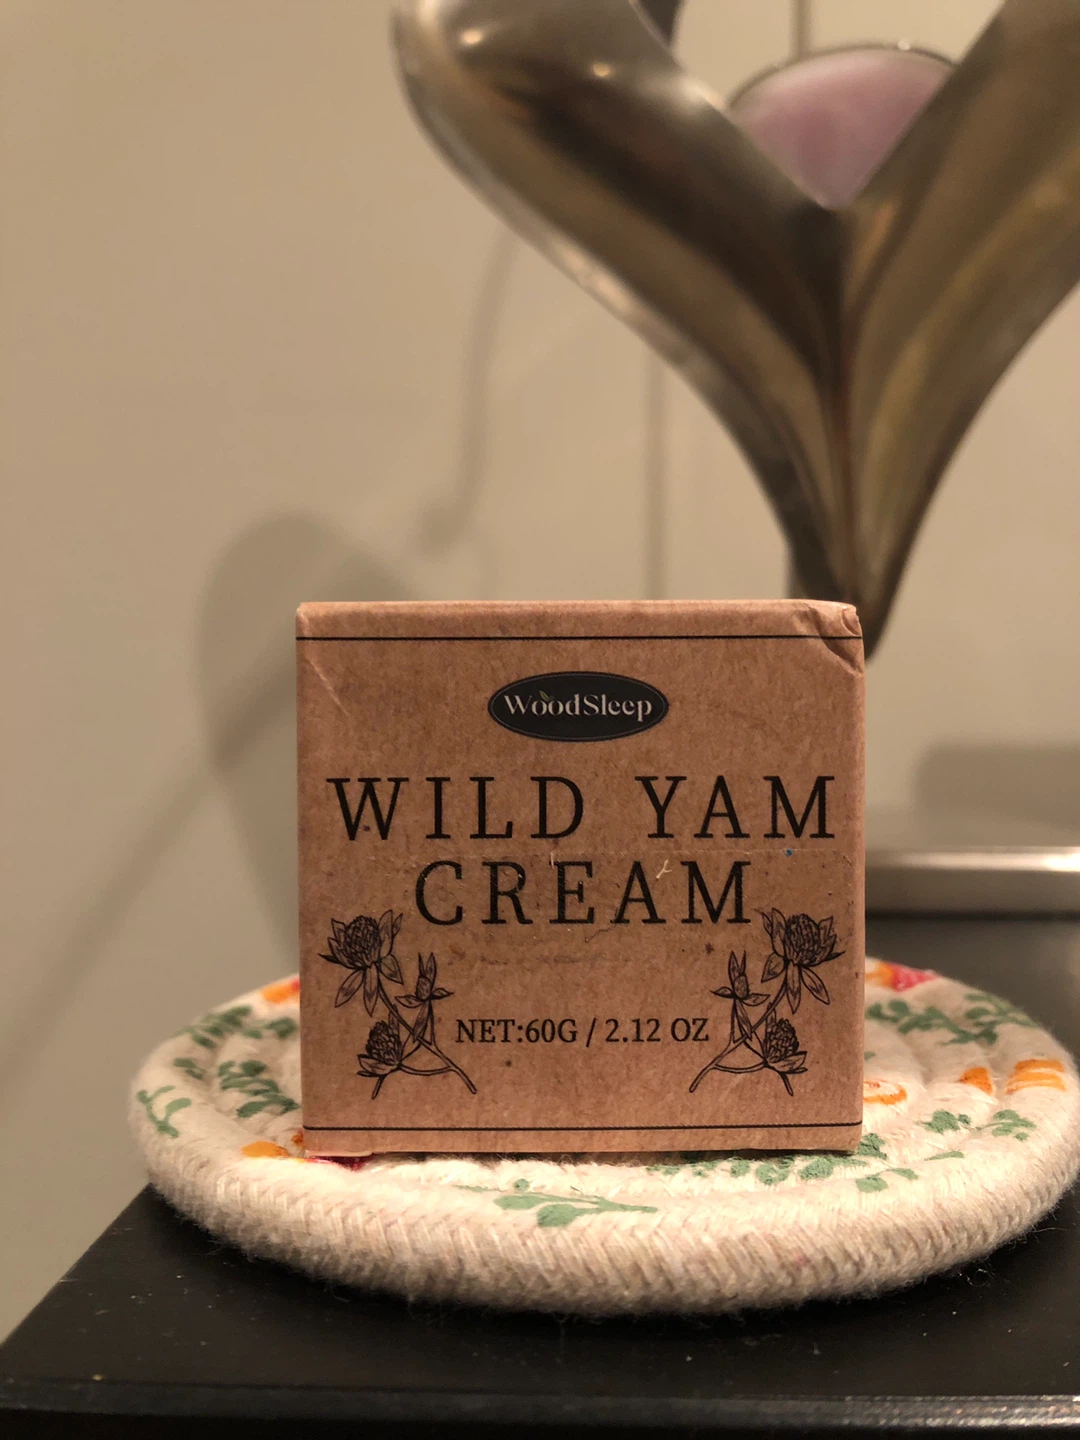 WoodSleep
WILD YAM
CREAM
NET:60G / 2.12 OZ